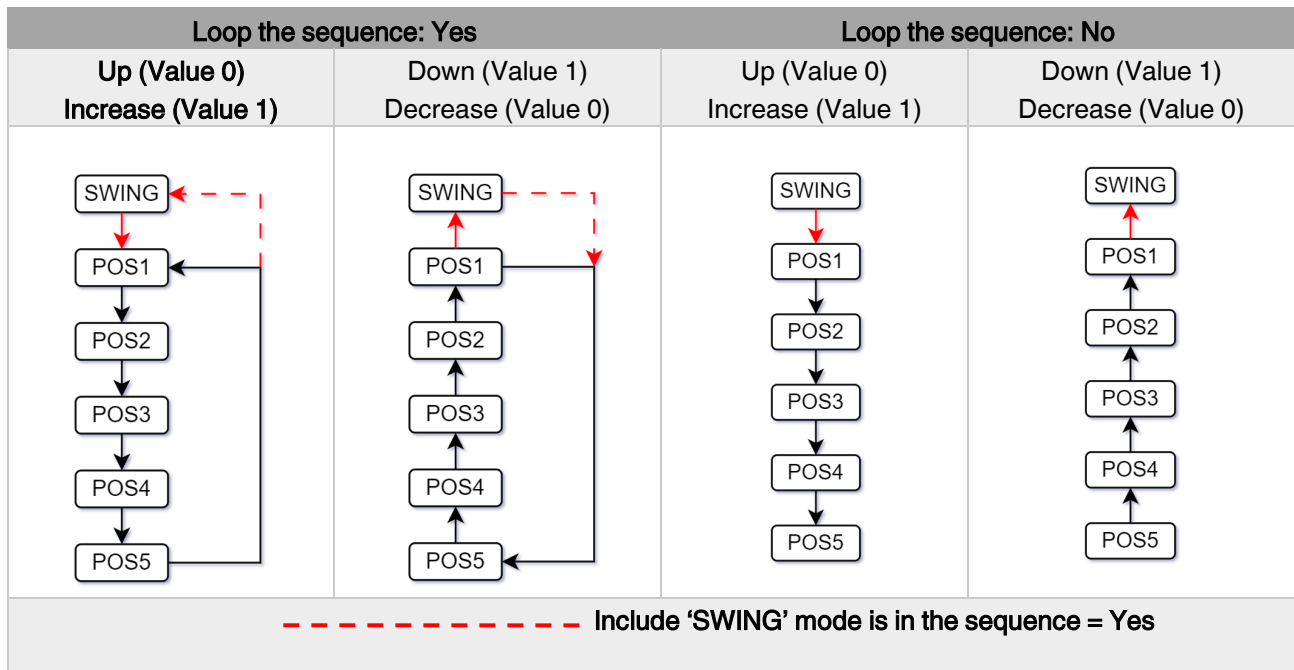 Loop the sequence: Yes
Loop the sequence: No
Up (Value 0)
Increase (Value 1)
Down (Value 1)
Decrease (Value 0)
Up (Value 0)
Increase (Value 1)
Down (Value 1)
Decrease (Value 0)
SWING
POS1
POS2
POS3
POS4
POS5
SWING
POS1
POS2
POS3
POS4
POS5
SWING
POS1
POS2
POS3
POS4
POS5
SWING
POS1
POS2
POS3
POS4
POS5
Include ‘SWING’ mode is in the sequence = Yes